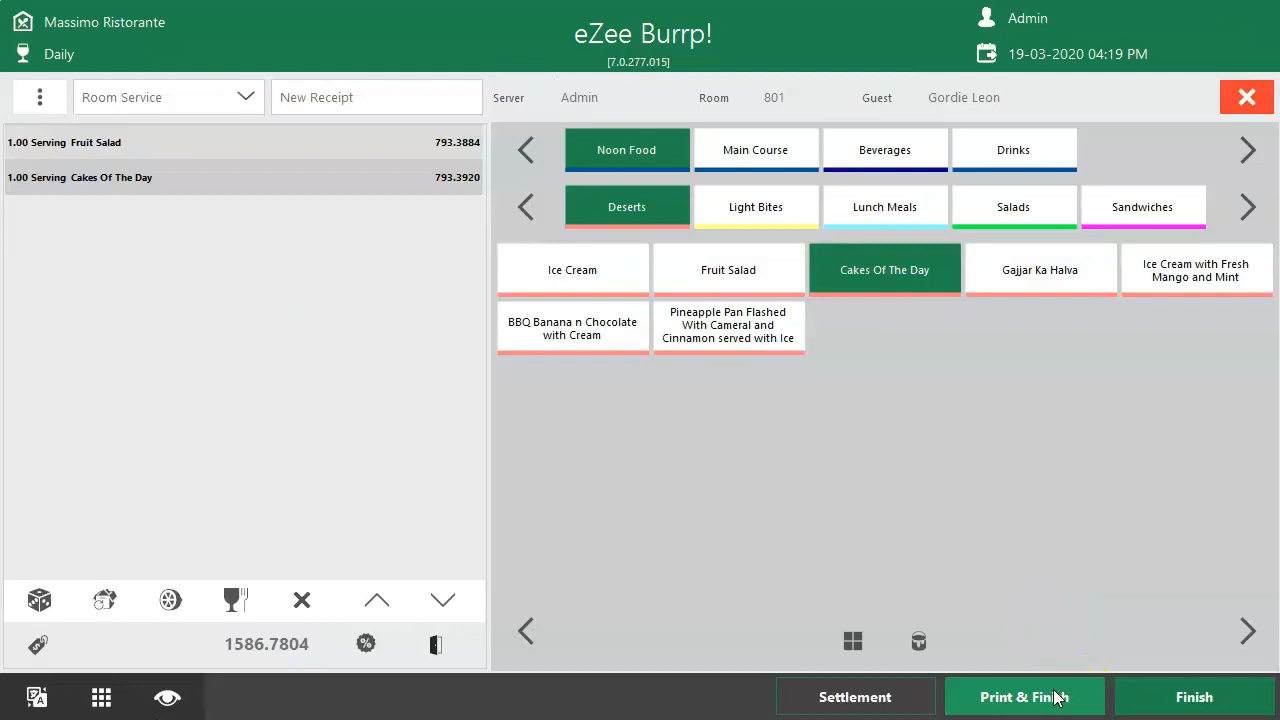 Massimo Ristorante
Daily
eZee Burrp!
[7.0.277.015]
Admin
19-03-2020 04:19 PM
Room Service
New Receipt
Server Admin Room 801 Guest Gordie Leon
1.00 Serving Fruit Salad 793.3884
1.00 Serving Cakes Of The Day 793.3920
Noon Food
Main Course
Beverages
Drinks
Deserts
Light Bites
Lunch Meals
Salads
Sandwiches
Ice Cream
Fruit Salad
Cakes Of The Day
Gajjar Ka Halva
Ice Cream with Fresh
Mango and Mint
BBQ Banana n Chocolate
with Cream
Pineapple Pan Flashed
With Cameral and
Cinnamon served with Ice
1586.7804
Settlement
Print & Finish
Finish